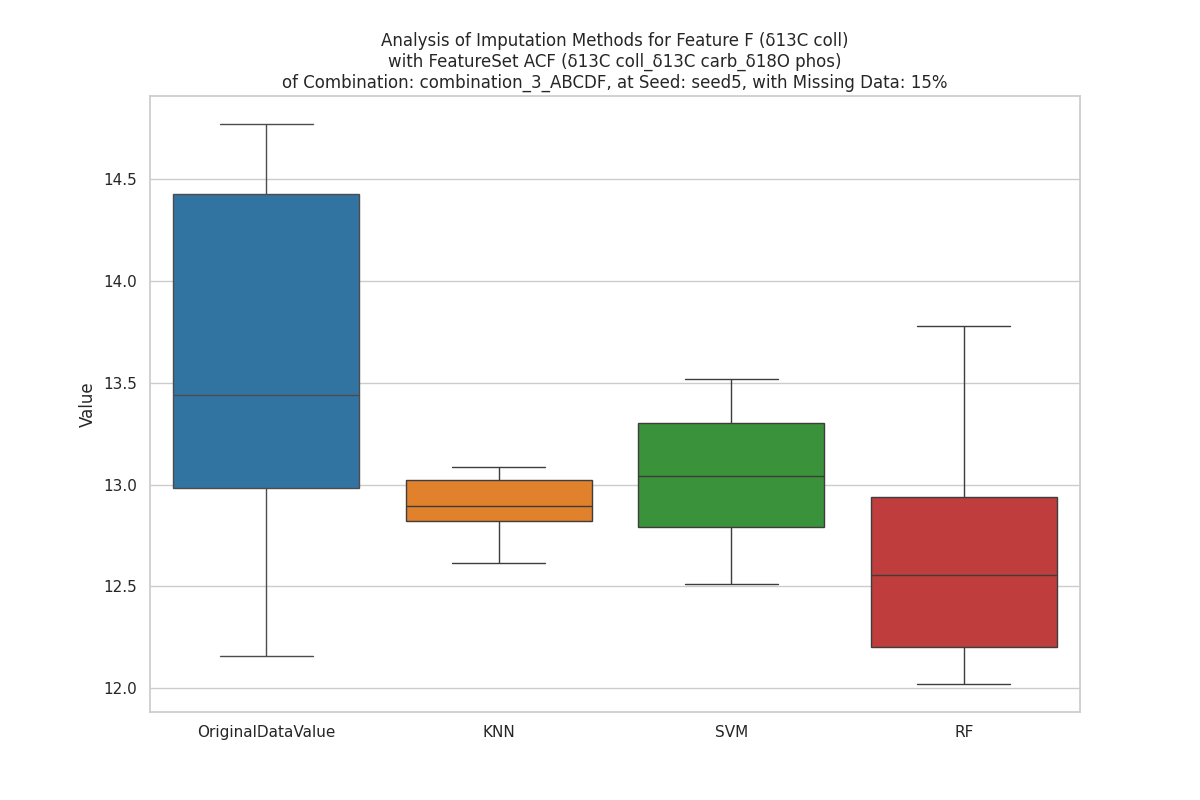 Analysis of Imputation Methods for Feature F (δ13C coll)
with FeatureSet ACF (δ13C coll_δ13C carb_δ18O phos)
of Combination: combination_3_ABCDF, at Seed: seed5, with Missing Data: 15%
Value
14.5
14.0
13.5
13.0
12.5
12.0
OriginalDataValue
KNN
SVM
RF